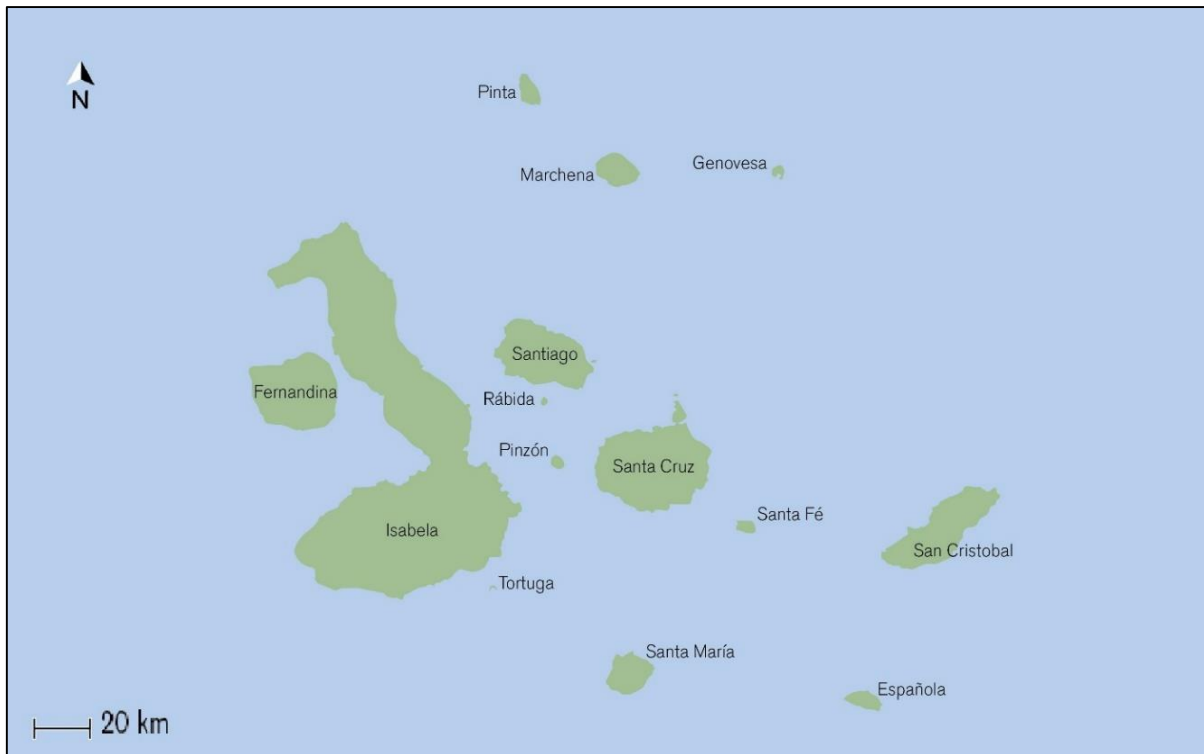 N
Pinta
Marchena
Genovesa
Santiago
Fernandina
Rábida
Pinzón
Santa Cruz
Santa Fé
Isabela
San Cristobal
Tortuga
Santa María
Española
20 km